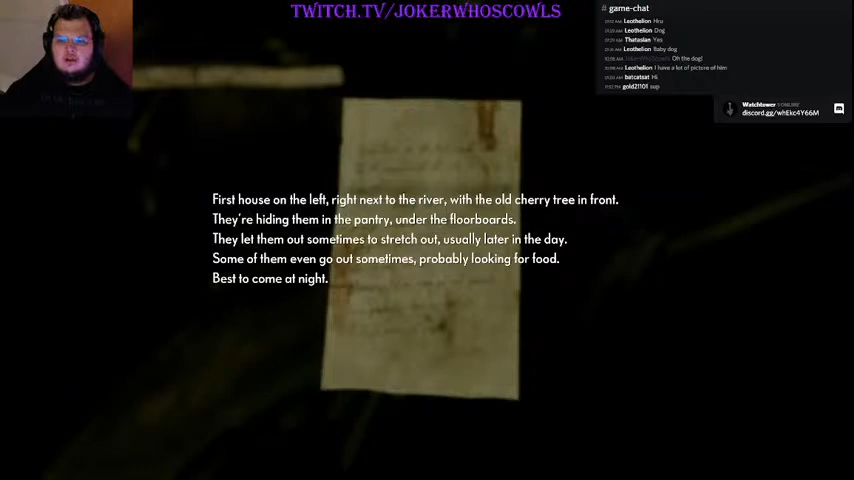 TWITCH.TV/JOKERWHOSCOWLS
# game-chat
Leothelion Hru
Leothelion Dog
Thatasian Yes
Leothelion Baby dog
JokerWhoScowls Oh the dog!
Leothelion I have a lot of picture of him
batcatsat Hi
gold21101 sup
Watchtower
discord.gg/whEkc4Y66M
First house on the left, right next to the river, with the old cherry tree in front.
They're hiding them in the pantry, under the floorboards.
They let them out sometimes to stretch out, usually later in the day.
Some of them even go out sometimes, probably looking for food.
Best to come at night.